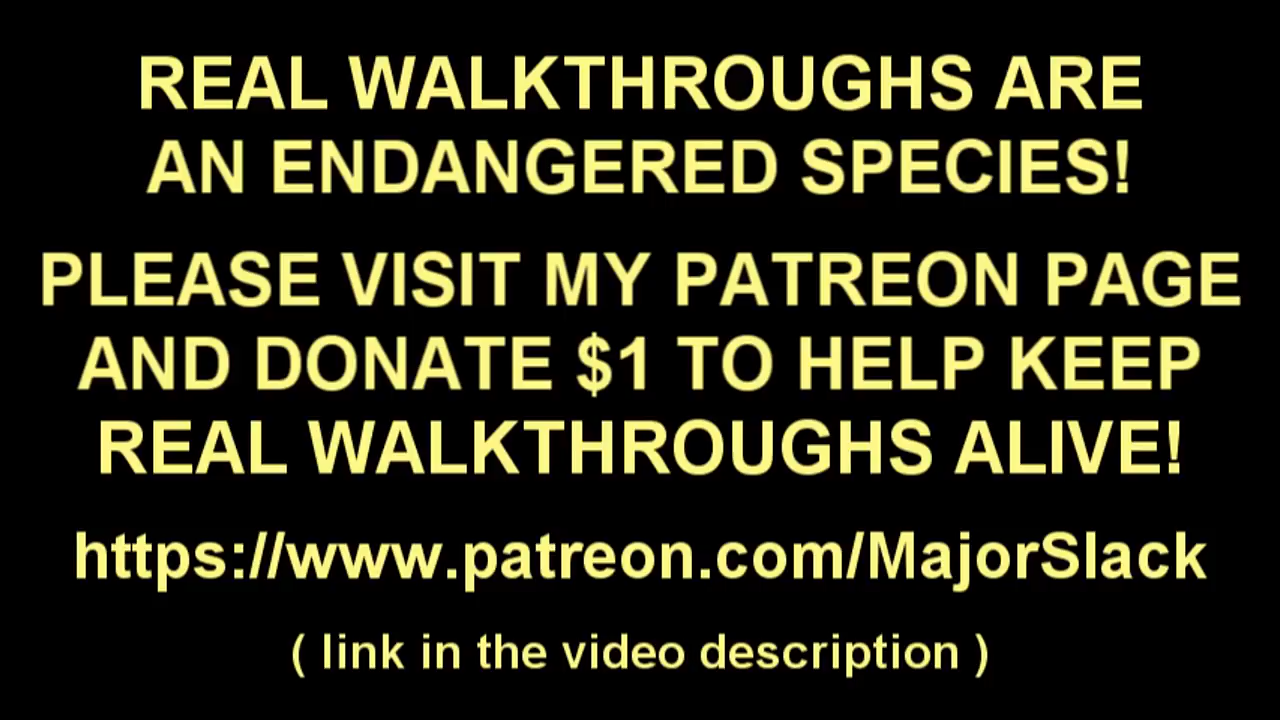 REAL WALKTHROUGHS ARE
AN ENDANGERED SPECIES!
PLEASE VISIT MY PATREON PAGE
AND DONATE $1 TO HELP KEEP
REAL WALKTHROUGHS ALIVE!
https://www.patreon.com/MajorSlack
( link in the video description )